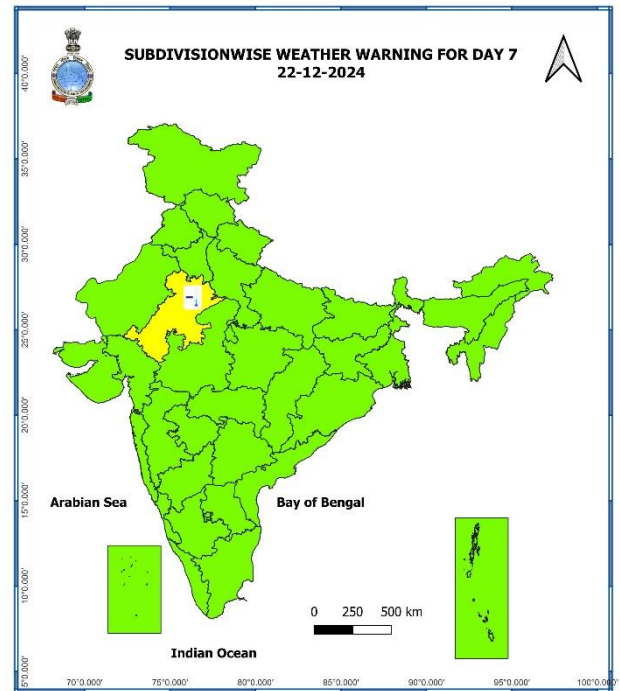 SUBDIVISIONWISE WEATHER WARNING FOR DAY 7
22-12-2024
40°0.000'
35°0.000'
30°0.000'
25°0.000'
20°0.000'
15°0.000'
10°0.000'
5°0.000'
Arabian Sea
Bay of Bengal
0 250 500 km
Indian Ocean
70°0.000' 75°0.000' 80°0.000' 85°0.000' 90°0.000' 95°0.000' 100°0.000'